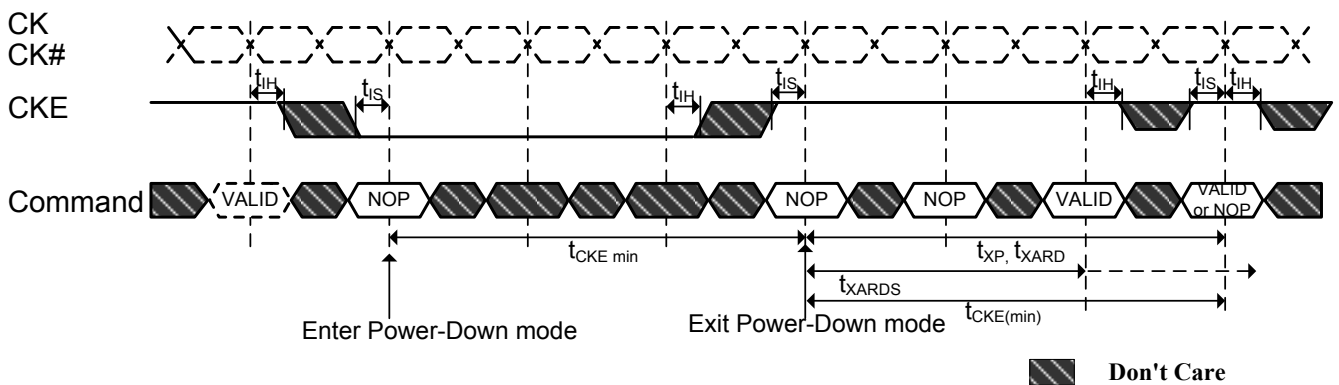 CK
CK#
tIH
tIS
tIH
tIS
tIH
tIS
tIH
CKE
Command
VALID
NOP
NOP
NOP
VALID
VALID
or NOP
tCKE min
tXP, tXARD
tXARDS
tCKE(min)
Enter Power-Down mode
Exit Power-Down mode
Don't Care